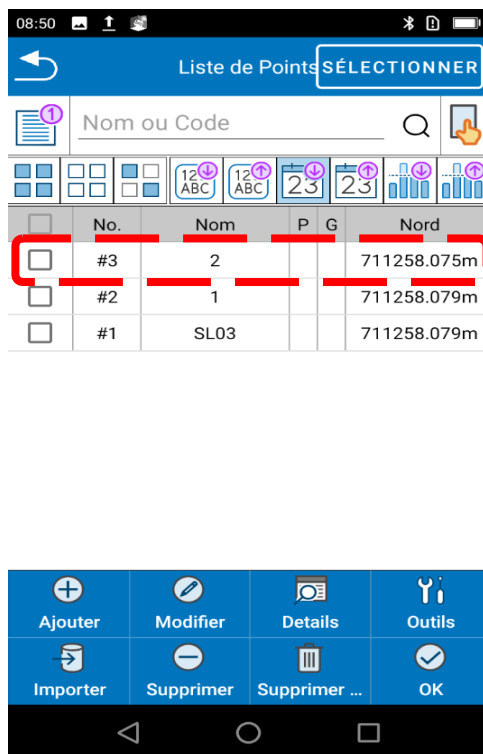 08:50
Liste de Points SÉLECTIONNER
1 Nom ou Code
12 ABC 12 ABC 23 23
No. Nom P G Nord
#3 2 711258.075m
#2 1 711258.079m
#1 SL03 711258.079m
Ajouter Modifier Details Outils
Importer Supprimer Supprimer ... OK